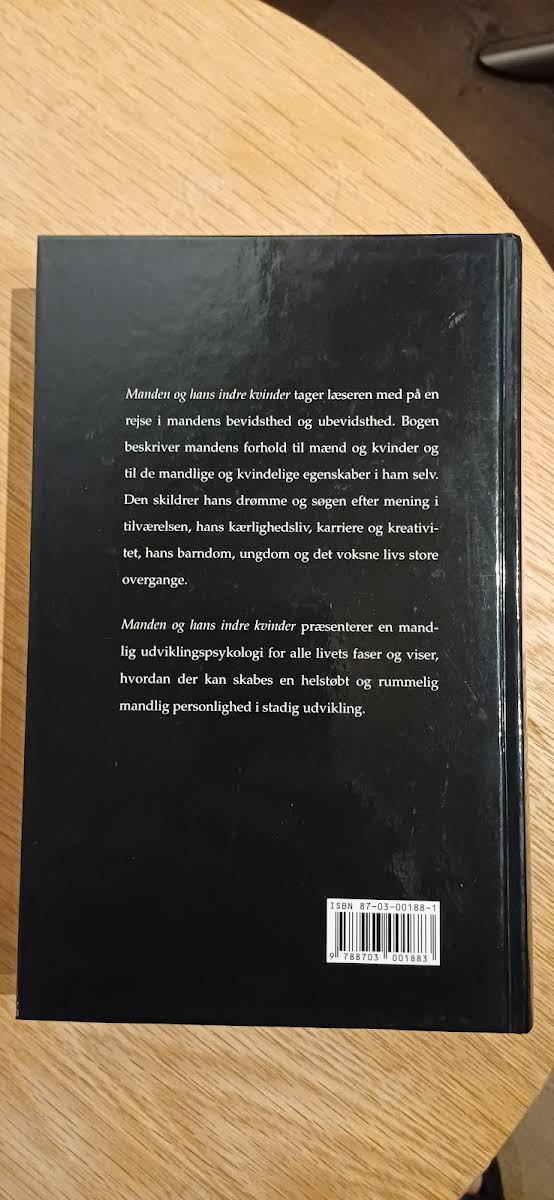 Manden og hans indre kvinder tager læseren med på en
rejse i mandens bevidsthed og ubevidsthed. Bogen
beskriver mandens forhold til mænd og kvinder og
til de mandlige og kvindelige egenskaber i ham selv.
Den skildrer hans drømme og søgen efter mening i
tilværelsen, hans kærlighedsliv, karriere og kreativi-
tet, hans barndom, ungdom og det voksne livs store
overgange.
Manden og hans indre kvinder præsenterer en mand-
lig udviklingspsykologi for alle livets faser og viser,
hvordan der kan skabes en helstøbt og rummelig
mandlig personlighed i stadig udvikling.
ISBN 87-03-00188-1
9 788703 001883